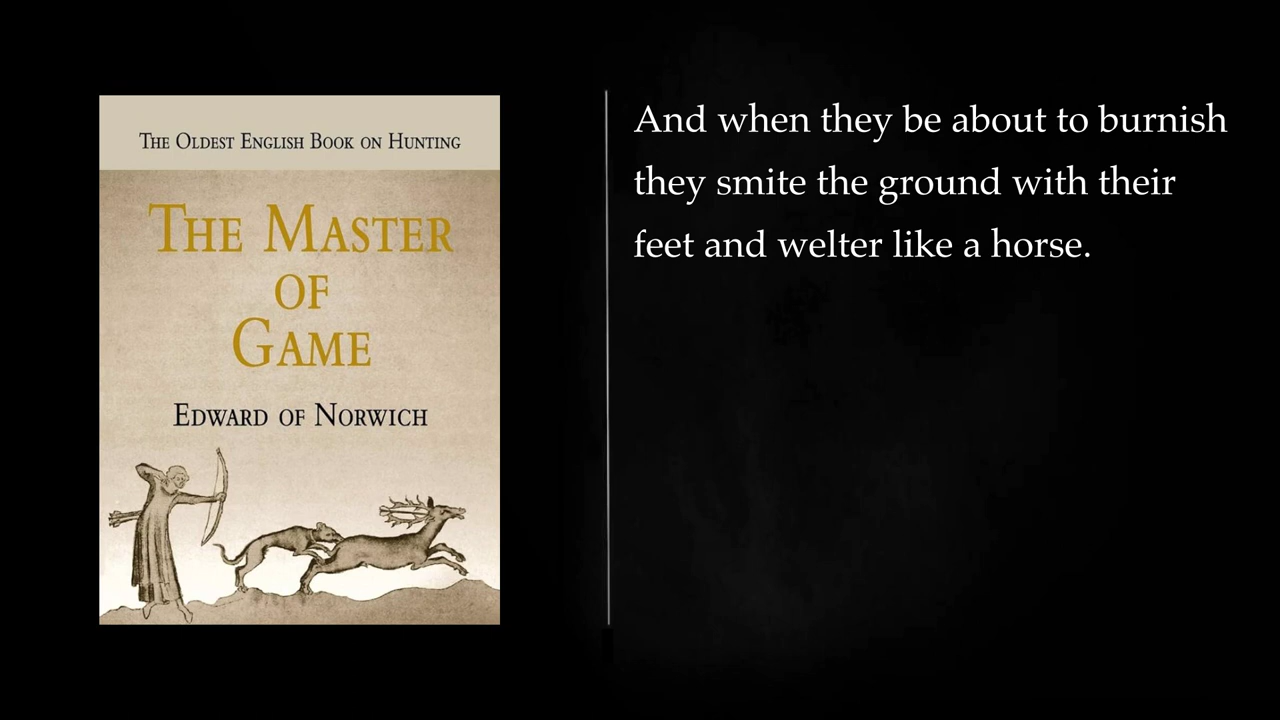 The Oldest English Book on Hunting
The Master
of
Game
Edward of Norwich
And when they be about to burnish
they smite the ground with their
feet and welter like a horse.